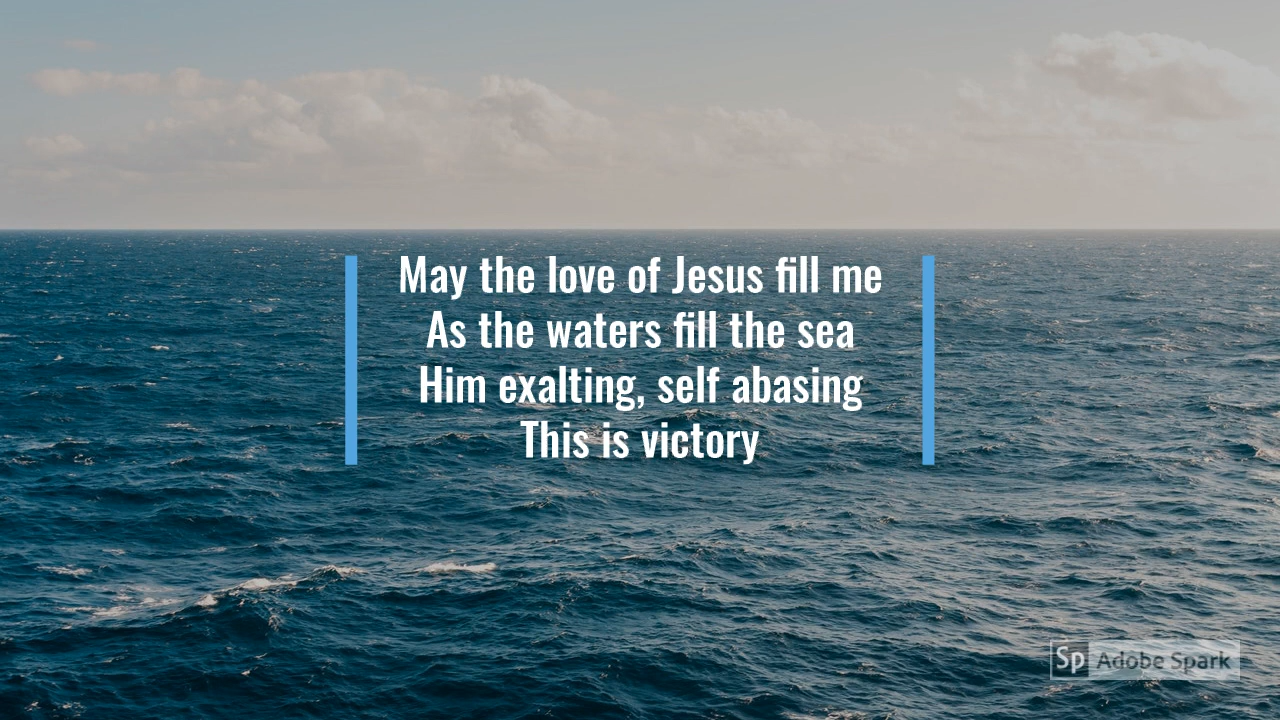 May the love of Jesus fill me
As the waters fill the sea
Him exalting, self abasing
This is victory
Sp Adobe Spark